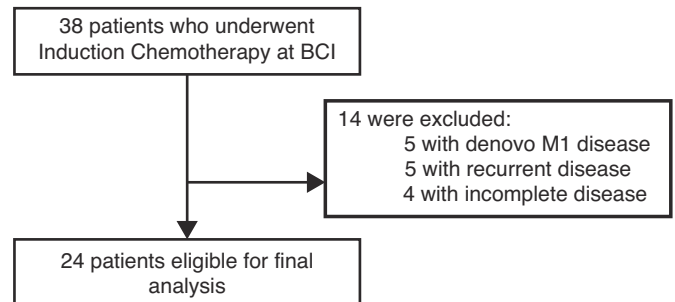 38 patients who underwent
Induction Chemotherapy at BCI
14 were excluded:
5 with denovo M1 disease
5 with recurrent disease
4 with incomplete disease
24 patients eligible for final
analysis